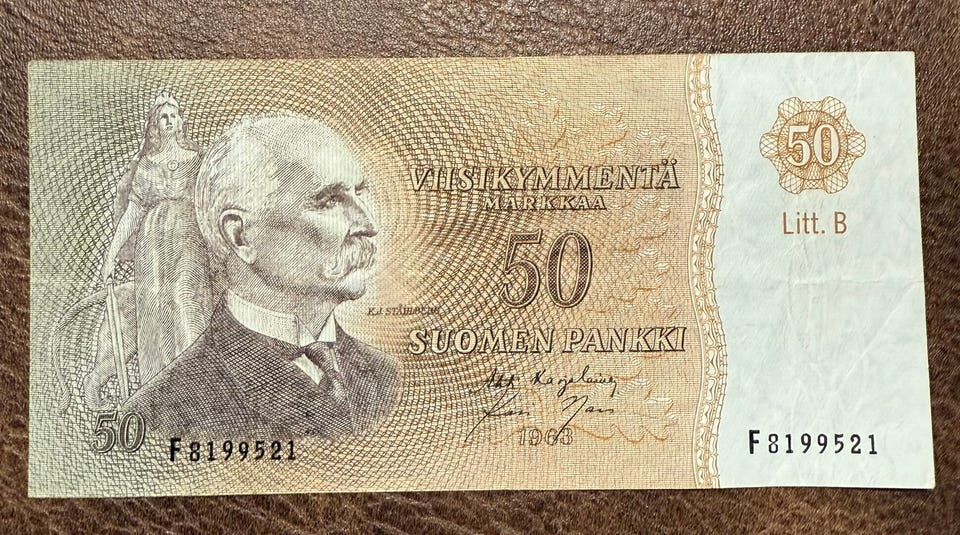 50
VIISIKYMMENTÄ
MARKKAA
Litt. B
50
K.J. STÅHLBERG
SUOMEN PANKKI
1963
50
F8199521
F8199521